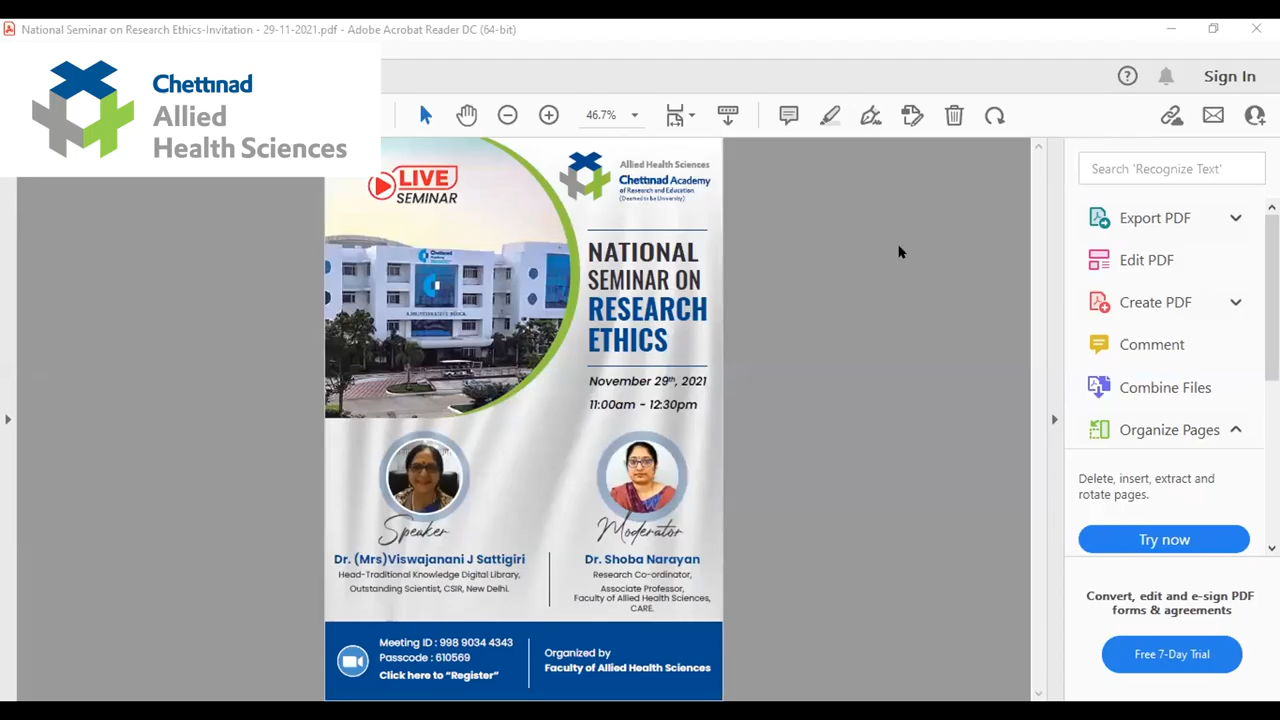 National Seminar on Research Ethics-Invitation - 29-11-2021.pdf - Adobe Acrobat Reader DC (64-bit)
Chettinad
Allied
Health Sciences
Sign In
46.7%
Search 'Recognize Text'
Export PDF
Edit PDF
Create PDF
Comment
Combine Files
Organize Pages
Delete, insert, extract and
rotate pages.
Try now
Convert, edit and e-sign PDF
forms & agreements
Free 7-Day Trial
LIVE
SEMINAR
Allied Health Sciences
Chettinad Academy
of Research and Education
(Deemed to be University)
NATIONAL
SEMINAR ON
RESEARCH
ETHICS
November 29th, 2021
11:00am - 12:30pm
Chettinad
Speaker
Dr. (Mrs)Viswajanani J Sattigiri
Head-Traditional Knowledge Digital Library,
Outstanding Scientist, CSIR, New Delhi.
Moderator
Dr. Shoba Narayan
Research Co-ordinator,
Associate Professor,
Faculty of Allied Health Sciences,
CARE.
Meeting ID : 998 9034 4343
Passcode : 610569
Click here to “Register”
Organized by
Faculty of Allied Health Sciences